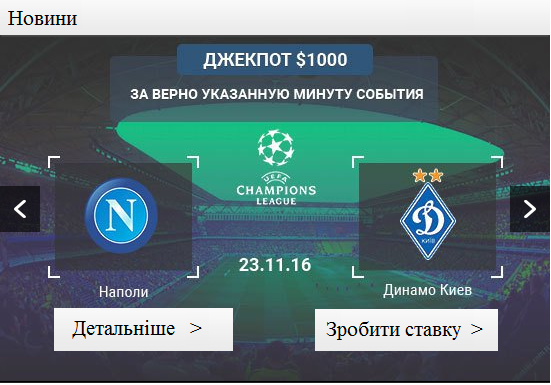 Новини
ДЖЕКПОТ $1000
ЗА ВЕРНО УКАЗАННУЮ МИНУТУ СОБЫТИЯ
UEFA
CHAMPIONS
LEAGUE
N
Д
КИЇВ
23.11.16
Наполи
Динамо Киев
Детальніше >
Зробити ставку >